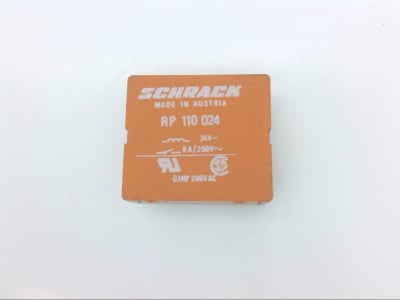 SCHRACK
MADE IN AUSTRIA
RP 110 024
24V⎓
8A/250V~
0,1HP 240VAC